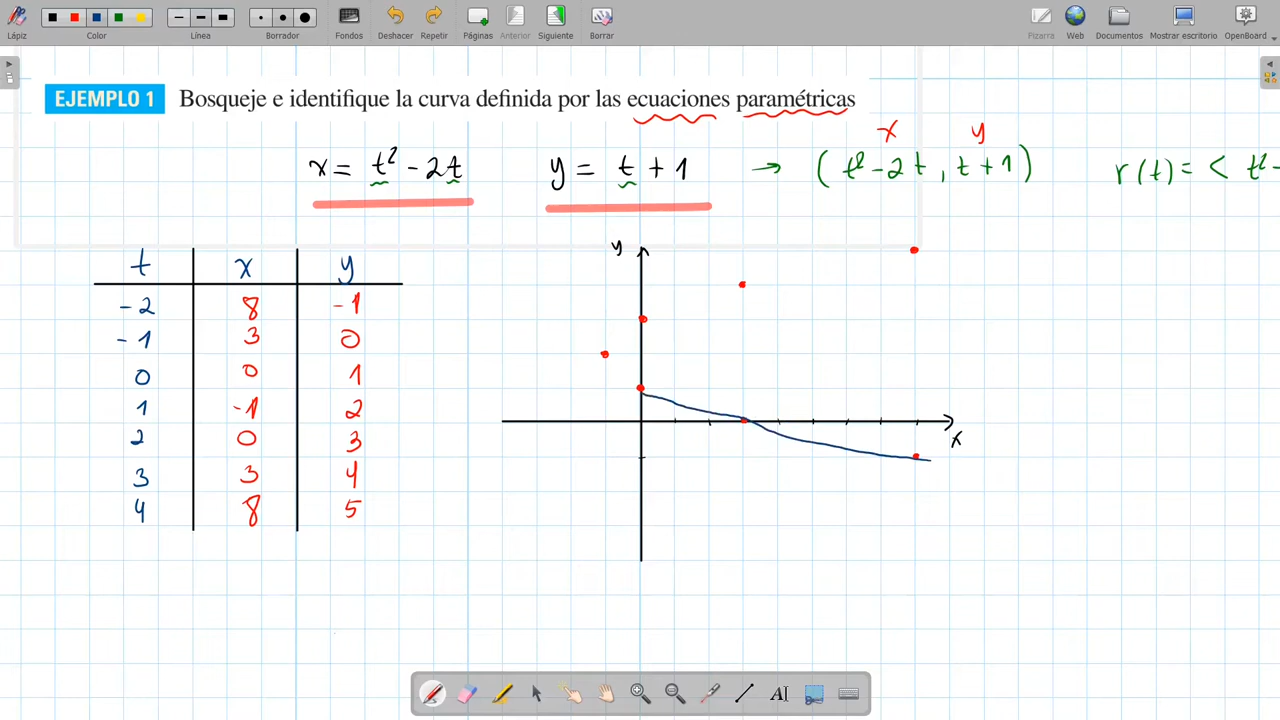 Lápiz Color Línea Borrador Fondos Deshacer Repetir Páginas Anterior Siguiente Borrar Pizarra Web Documentos Mostrar escritorio OpenBoard
EJEMPLO 1 Bosqueje e identifique la curva definida por las ecuaciones paramétricas
x y
x = t² - 2t y = t + 1 → (t² - 2t, t + 1) r(t) = < t² -
t x y
-2 8 -1
-1 3 0
0 0 1
1 -1 2
2 0 3
3 3 4
4 8 5
y
x
AI